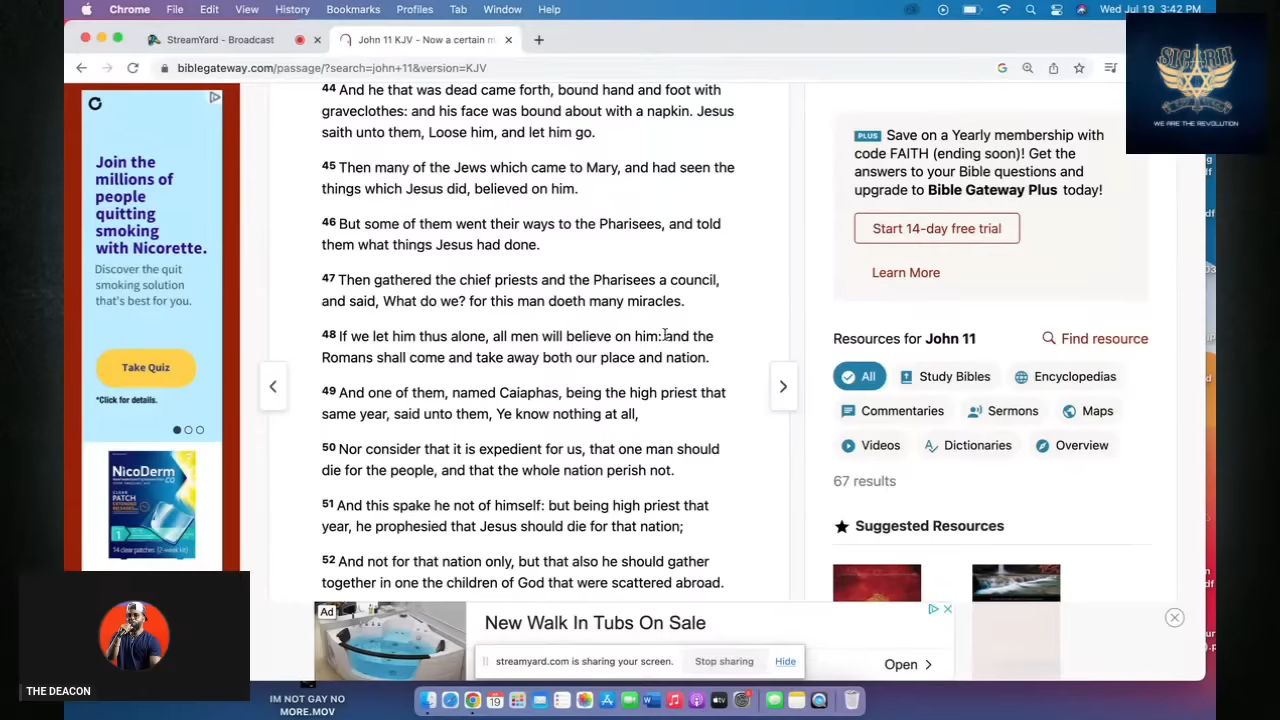 Chrome File Edit View History Bookmarks Profiles Tab Window Help Wed Jul 19 3:42 PM
StreamYard - Broadcast
John 11 KJV - Now a certain m
biblegateway.com/passage/?search=john+11&version=KJV
SICARII
WE ARE THE REVOLUTION
Join the
millions of
people
quitting
smoking
with Nicorette.
Discover the quit
smoking solution
that's best for you.
Take Quiz
*Click for details.
NicoDerm
CQ
CLEAR
PATCH
14 clear patches (2-week kit)
44 And he that was dead came forth, bound hand and foot with
graveclothes: and his face was bound about with a napkin. Jesus
saith unto them, Loose him, and let him go.
45 Then many of the Jews which came to Mary, and had seen the
things which Jesus did, believed on him.
46 But some of them went their ways to the Pharisees, and told
them what things Jesus had done.
47 Then gathered the chief priests and the Pharisees a council,
and said, What do we? for this man doeth many miracles.
48 If we let him thus alone, all men will believe on him: and the
Romans shall come and take away both our place and nation.
49 And one of them, named Caiaphas, being the high priest that
same year, said unto them, Ye know nothing at all,
50 Nor consider that it is expedient for us, that one man should
die for the people, and that the whole nation perish not.
51 And this spake he not of himself: but being high priest that
year, he prophesied that Jesus should die for that nation;
52 And not for that nation only, but that also he should gather
together in one the children of God that were scattered abroad.
PLUS Save on a Yearly membership with
code FAITH (ending soon)! Get the
answers to your Bible questions and
upgrade to Bible Gateway Plus today!
Start 14-day free trial
Learn More
Resources for John 11
Find resource
All
Study Bibles
Encyclopedias
Commentaries
Sermons
Maps
Videos
Dictionaries
Overview
67 results
Suggested Resources
Ad
New Walk In Tubs On Sale
streamyard.com is sharing your screen.
Stop sharing
Hide
Open
THE DEACON
IM NOT GAY NO
MORE.MOV